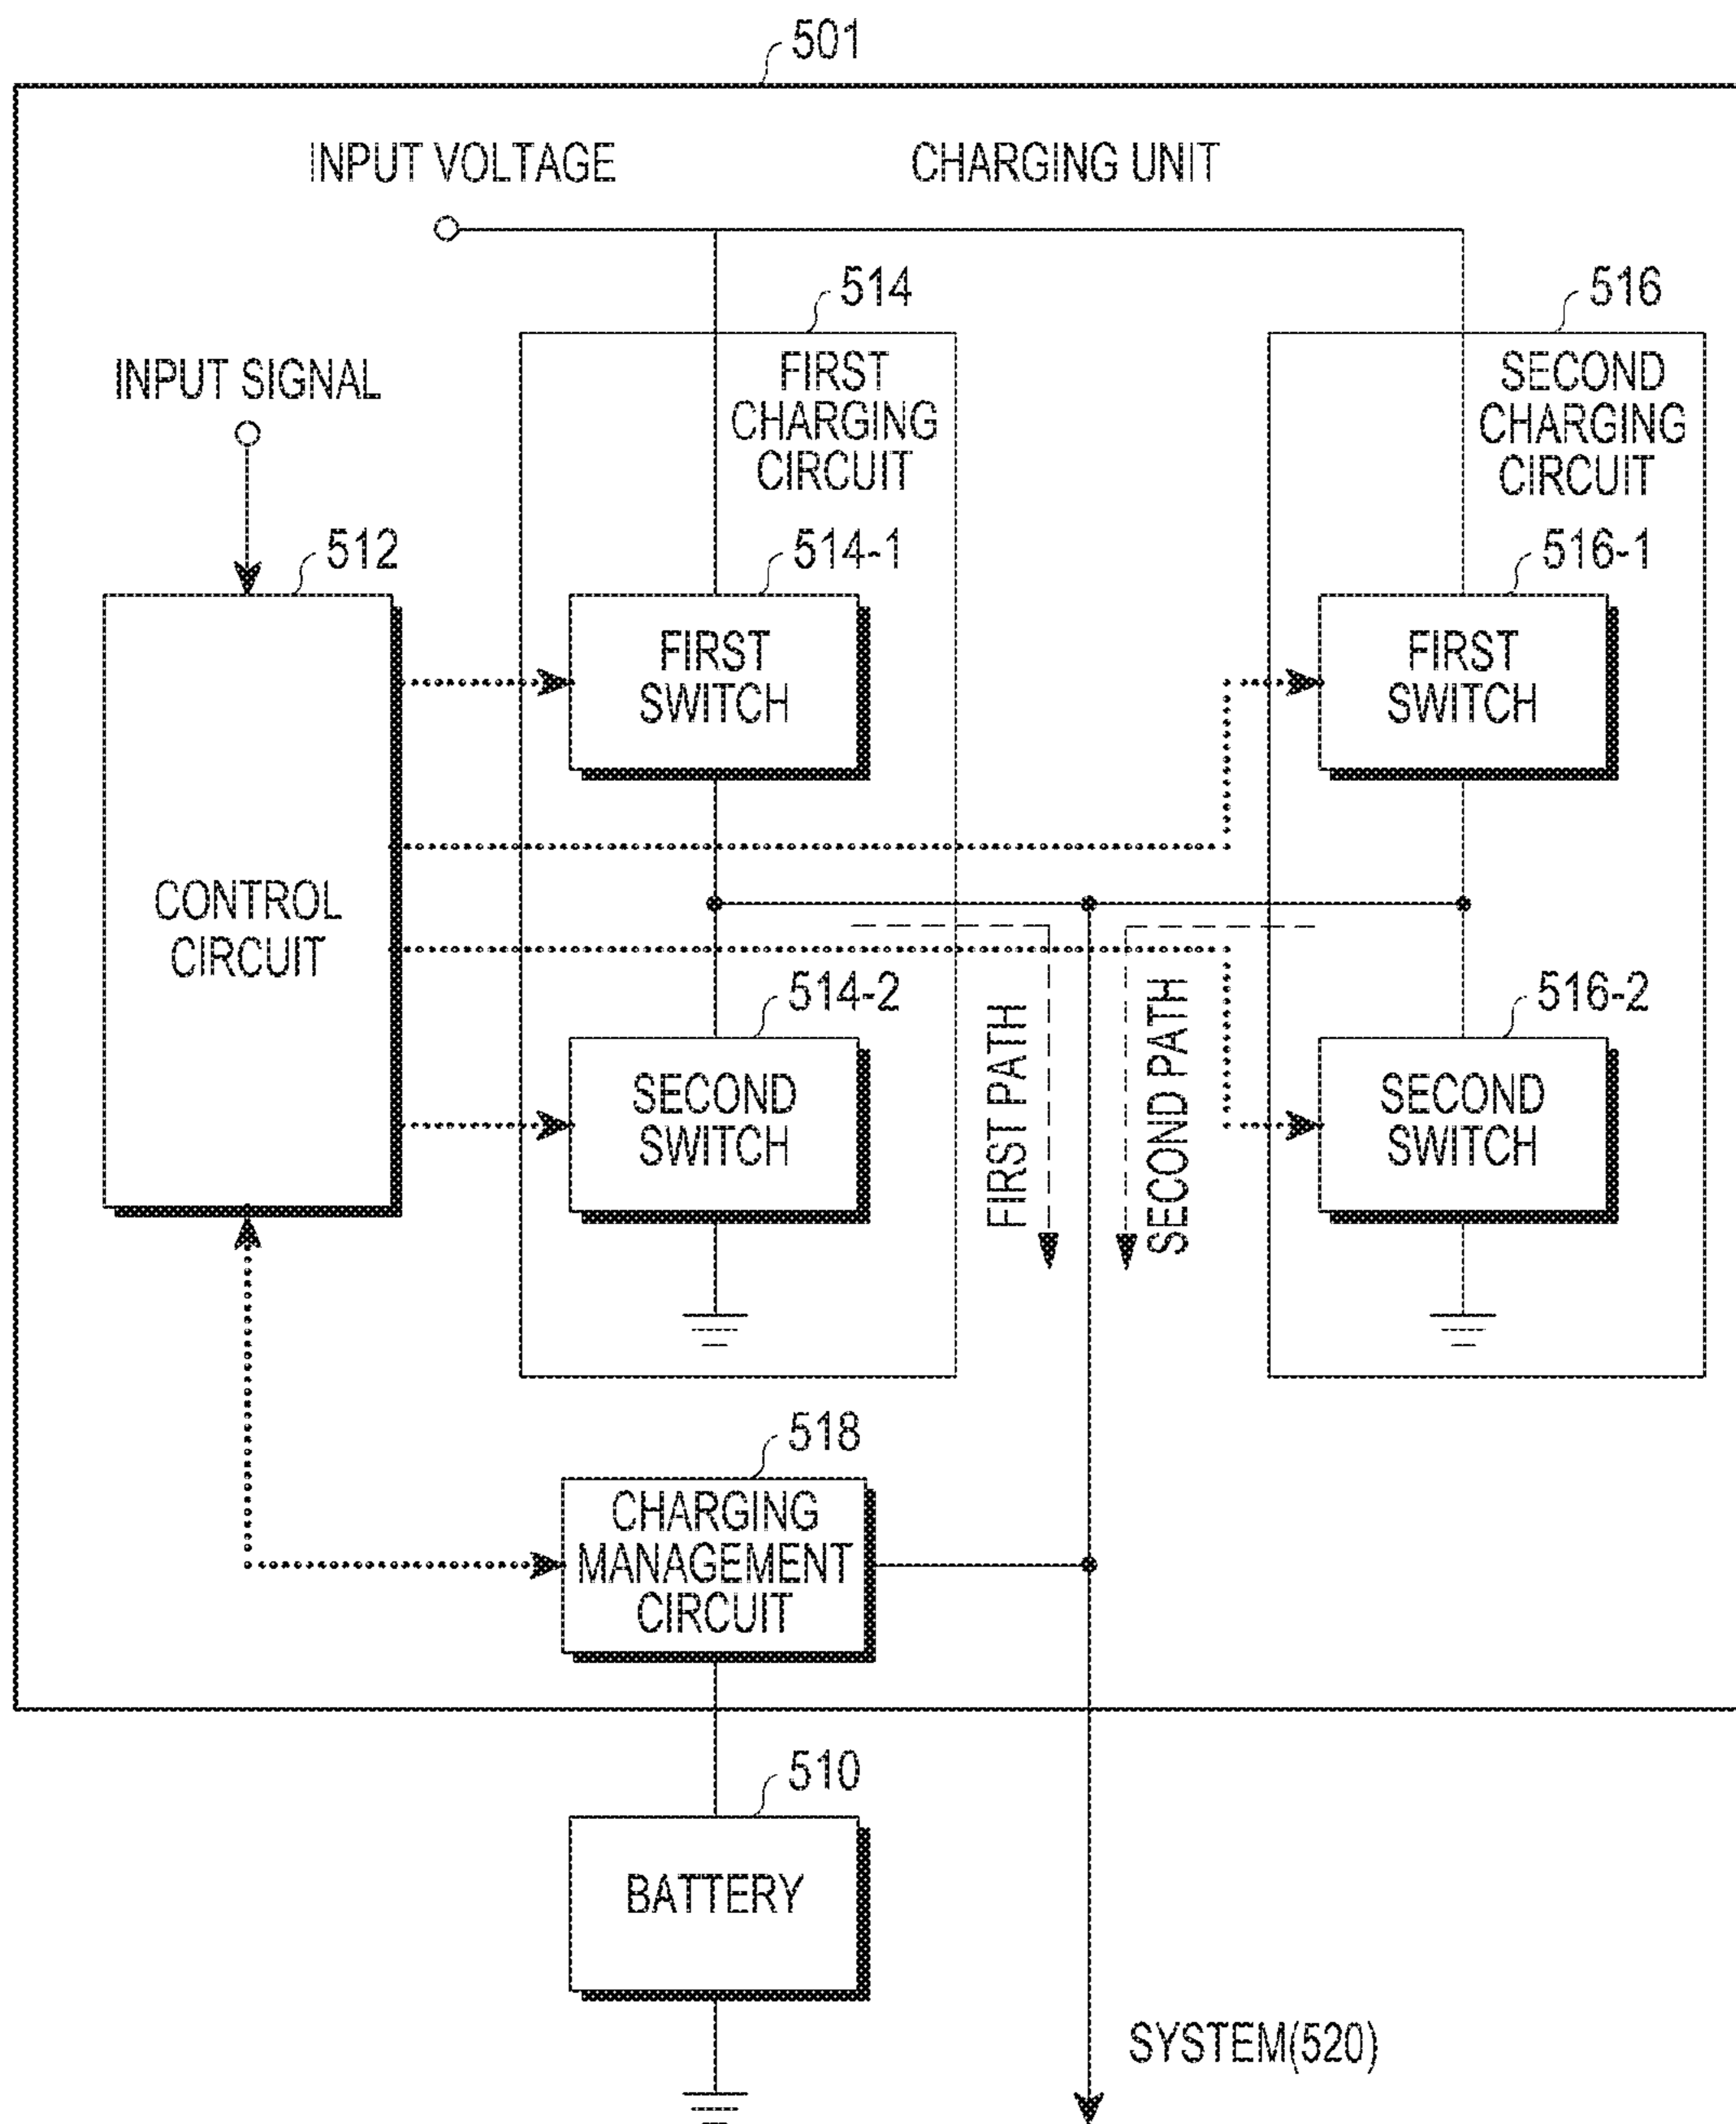 501
INPUT VOLTAGE
CHARGING UNIT
514
516
INPUT SIGNAL
FIRST
CHARGING
CIRCUIT
SECOND
CHARGING
CIRCUIT
512
514-1
516-1
FIRST
SWITCH
FIRST
SWITCH
CONTROL
CIRCUIT
514-2
516-2
FIRST PATH
SECOND PATH
SECOND
SWITCH
SECOND
SWITCH
518
CHARGING
MANAGEMENT
CIRCUIT
510
BATTERY
SYSTEM(520)